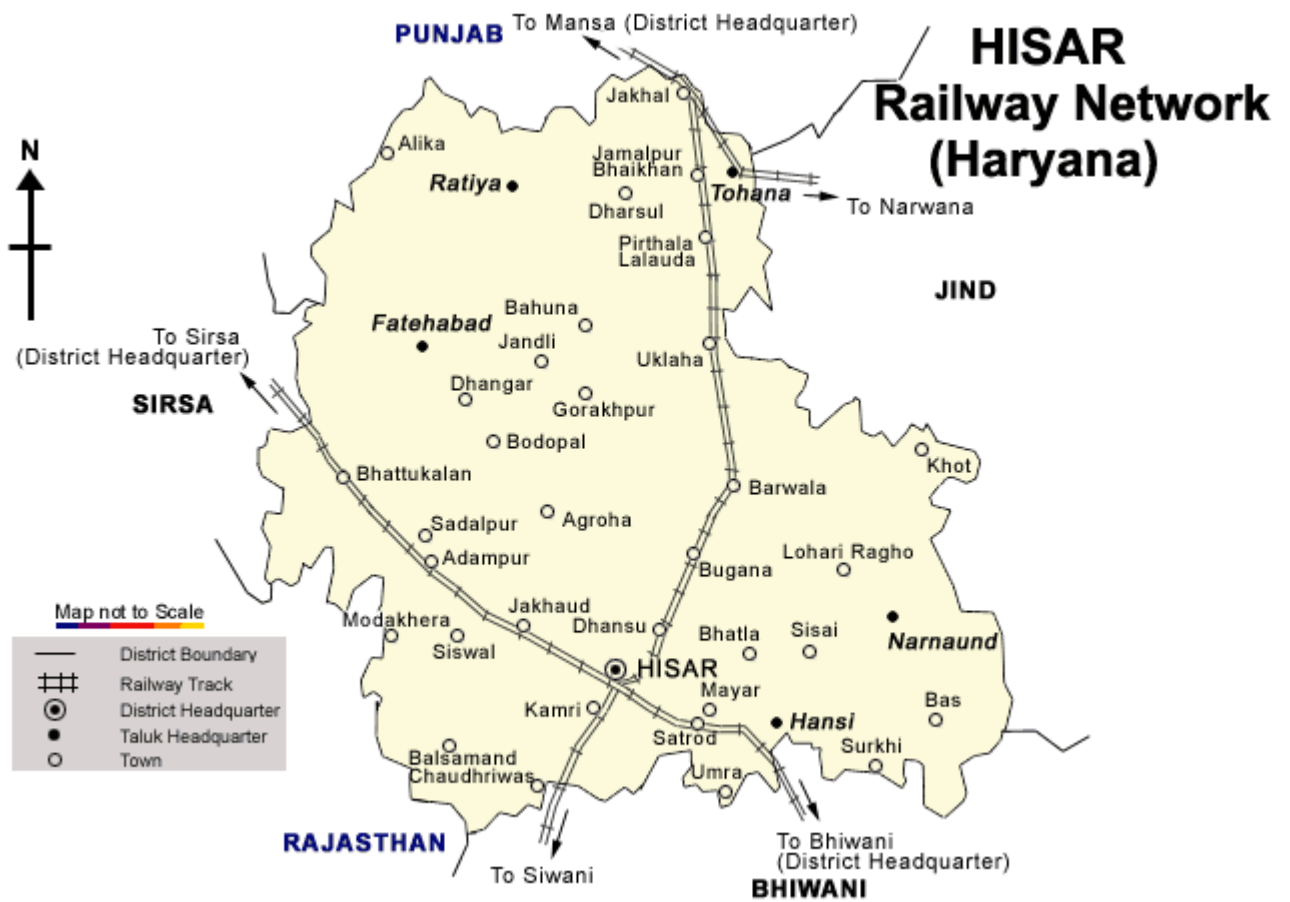 PUNJAB
To Mansa (District Headquarter)
HISAR
Railway Network
(Haryana)
Jakhal
N
Alika
Ratiya
Jamalpur
Bhaikhan
Dharsul
Tohana
To Narwana
Pirthala
Lalauda
JIND
Bahuna
Fatehabad
Jandli
Uklaha
To Sirsa
(District Headquarter)
SIRSA
Dhangar
Gorakhpur
Bodopal
Khot
Bhattukalan
Barwala
Sadalpur
Agroha
Adampur
Lohari Ragho
Bugana
Map not to Scale
District Boundary
Railway Track
District Headquarter
Taluk Headquarter
Town
Modakhera
Siswal
Jakhaud
Dhansu
Bhatla
Sisai
Narnaund
HISAR
Mayar
Kamri
Satrod
Hansi
Bas
Surkhi
Balsamand
Chaudhriwas
Umra
RAJASTHAN
To Siwani
To Bhiwani
(District Headquarter)
BHIWANI